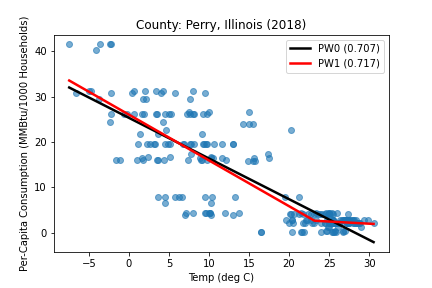 County: Perry, Illinois (2018)
PW0 (0.707)
PW1 (0.717)
Per-Capita Consumption (MMBtu/1000 Households)
40
30
20
10
0
−5
0
5
10
15
20
25
30
Temp (deg C)